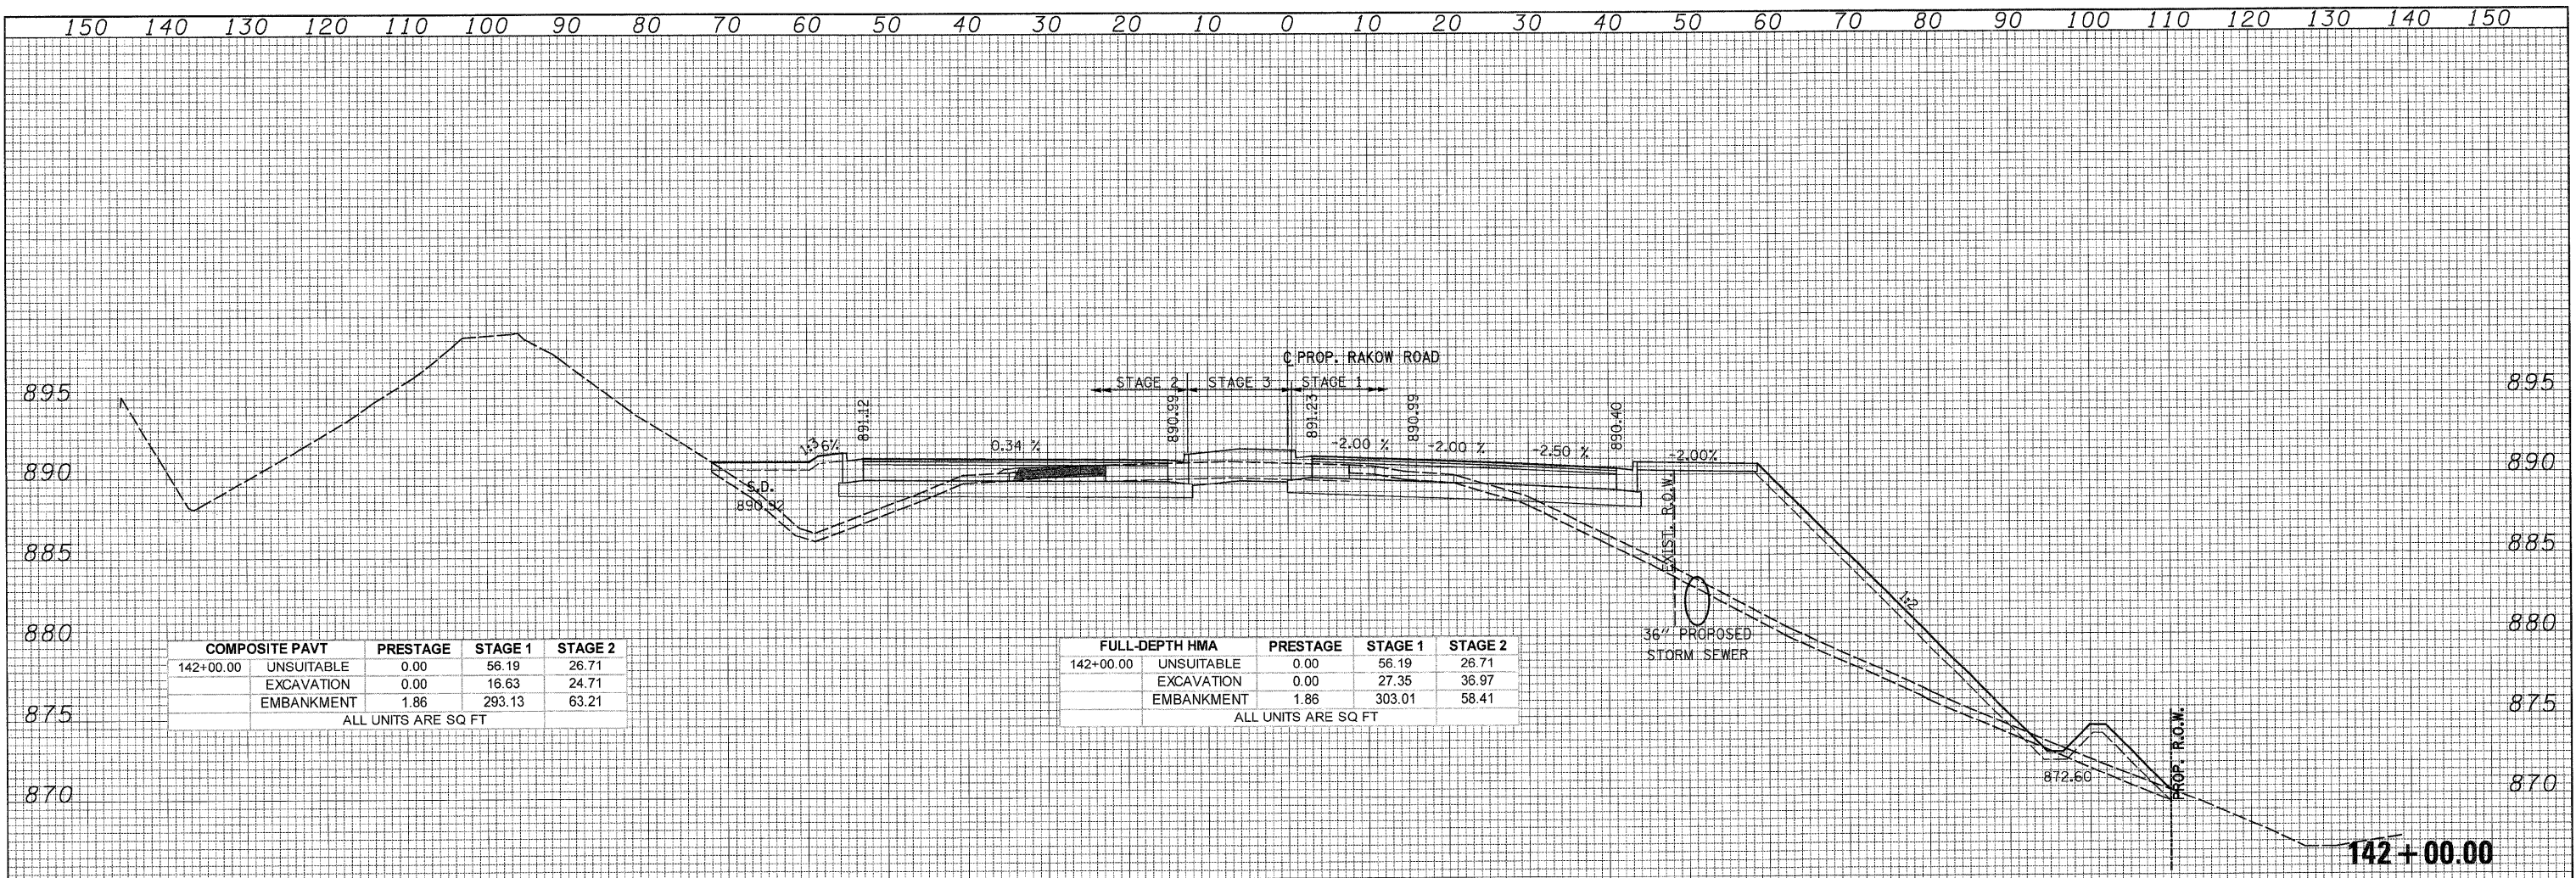 150 140 130 120 110 100 90 80 70 60 50 40 30 20 10 0 10 20 30 40 50 60 70 80 90 100 110 120 130 140 150
℄ PROP. RAKOW ROAD
STAGE 2 STAGE 3 STAGE 1
895 895
891.12 890.99 891.23 890.99 890.40
1:3 6% 0.34 % -2.00 % -2.00 % -2.50 % -2.00%
890 890
S.D.
890.92
EXIST. R.O.W.
885 885
1:2
880 880
36" PROPOSED
STORM SEWER
COMPOSITE PAVT PRESTAGE STAGE 1 STAGE 2
142+00.00 UNSUITABLE 0.00 56.19 26.71
EXCAVATION 0.00 16.63 24.71
EMBANKMENT 1.86 293.13 63.21
ALL UNITS ARE SQ FT
FULL-DEPTH HMA PRESTAGE STAGE 1 STAGE 2
142+00.00 UNSUITABLE 0.00 56.19 26.71
EXCAVATION 0.00 27.35 36.97
EMBANKMENT 1.86 303.01 58.41
ALL UNITS ARE SQ FT
875 875
PROP. R.O.W.
872.60
870 870
142+00.00